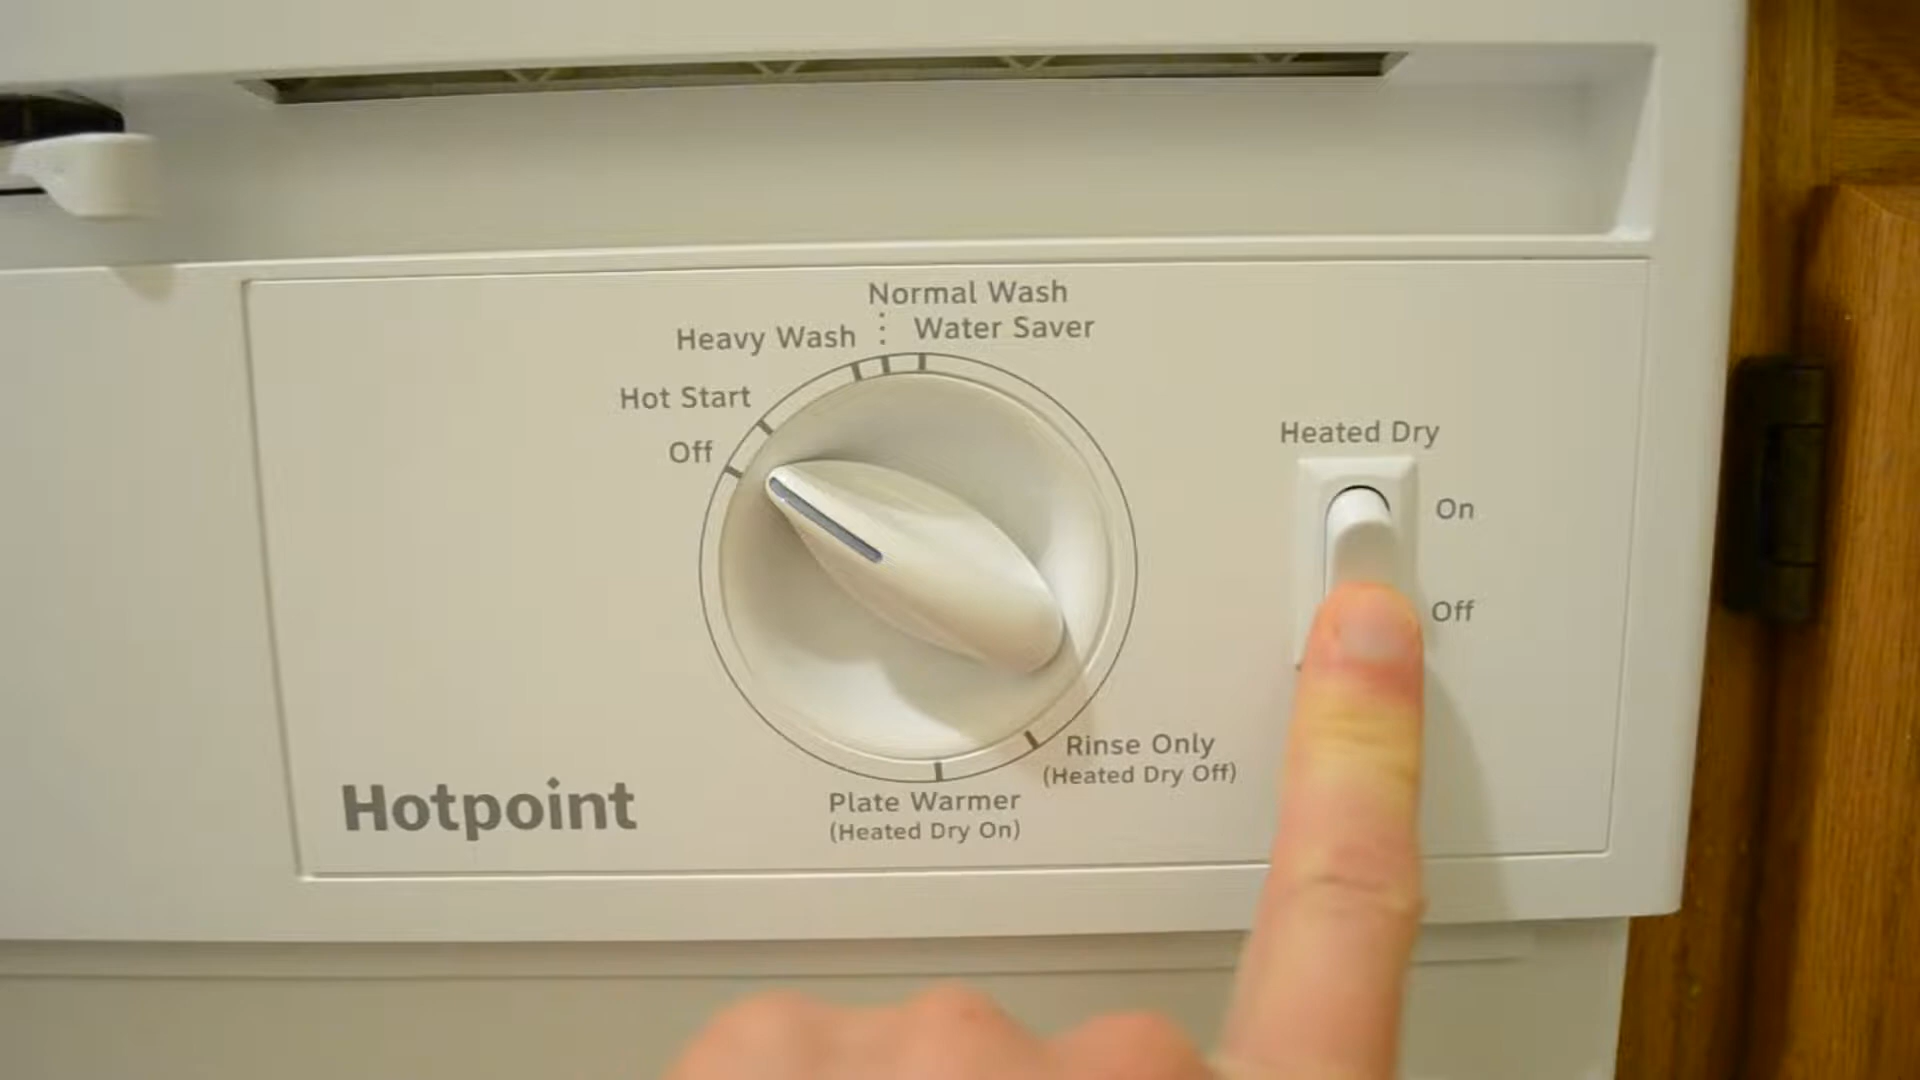 Normal Wash
Heavy Wash
Water Saver
Hot Start
Off
Heated Dry
On
Off
Rinse Only
(Heated Dry Off)
Plate Warmer
(Heated Dry On)
Hotpoint